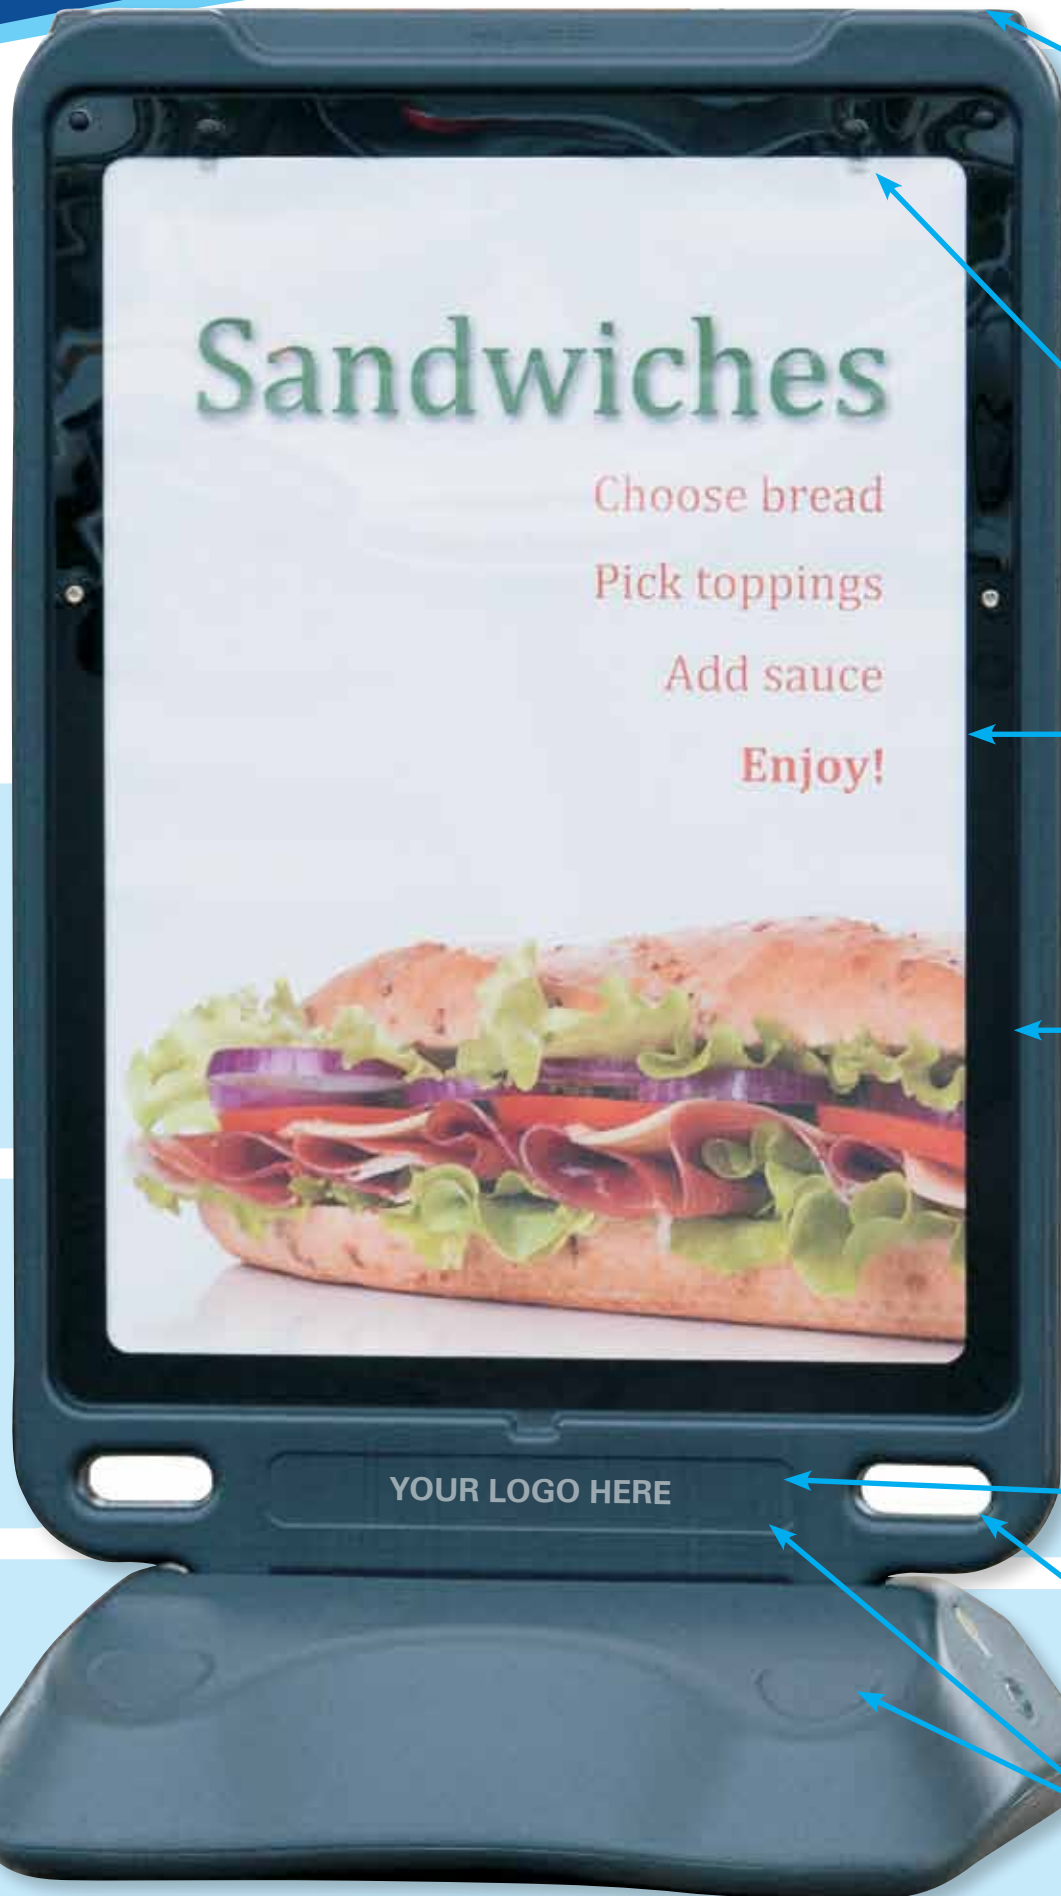 Sandwiches
Choose bread
Pick toppings
Add sauce
Enjoy!
YOUR LOGO HERE